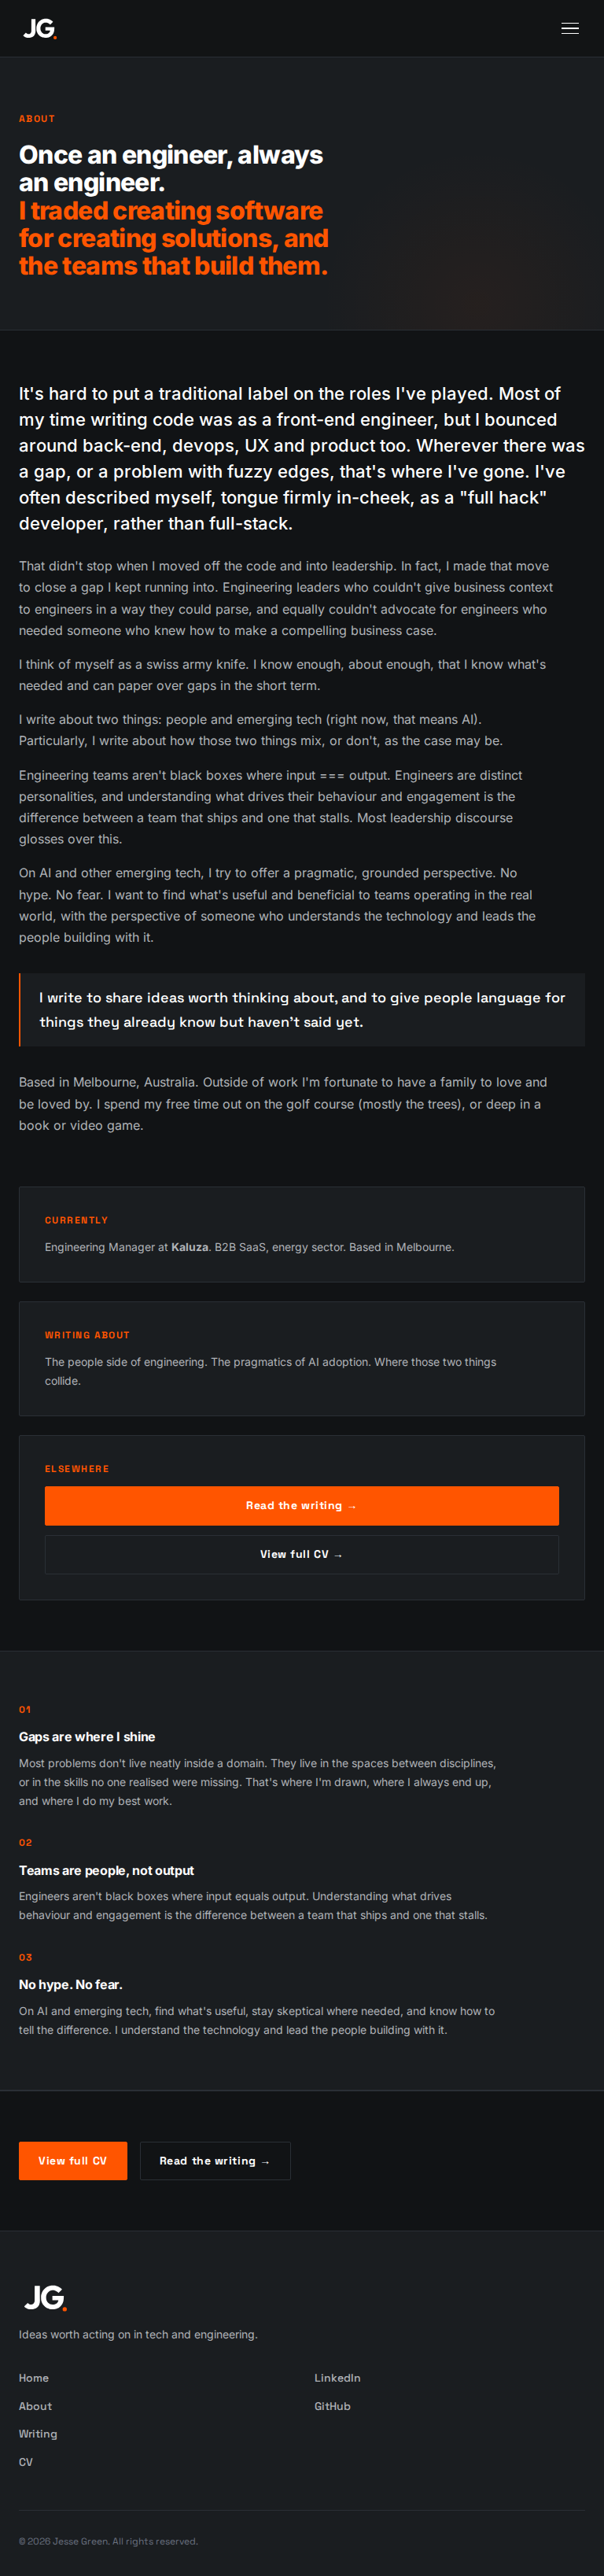 JG.
ABOUT
Once an engineer, always
an engineer.
I traded creating software
for creating solutions, and
the teams that build them.
It's hard to put a traditional label on the roles I've played. Most of
my time writing code was as a front-end engineer, but I bounced
around back-end, devops, UX and product too. Wherever there was
a gap, or a problem with fuzzy edges, that's where I've gone. I've
often described myself, tongue firmly in-cheek, as a "full hack"
developer, rather than full-stack.
That didn't stop when I moved off the code and into leadership. In fact, I made that move
to close a gap I kept running into. Engineering leaders who couldn't give business context
to engineers in a way they could parse, and equally couldn't advocate for engineers who
needed someone who knew how to make a compelling business case.
I think of myself as a swiss army knife. I know enough, about enough, that I know what's
needed and can paper over gaps in the short term.
I write about two things: people and emerging tech (right now, that means AI).
Particularly, I write about how those two things mix, or don't, as the case may be.
Engineering teams aren't black boxes where input === output. Engineers are distinct
personalities, and understanding what drives their behaviour and engagement is the
difference between a team that ships and one that stalls. Most leadership discourse
glosses over this.
On AI and other emerging tech, I try to offer a pragmatic, grounded perspective. No
hype. No fear. I want to find what's useful and beneficial to teams operating in the real
world, with the perspective of someone who understands the technology and leads the
people building with it.
I write to share ideas worth thinking about, and to give people language for
things they already know but haven't said yet.
Based in Melbourne, Australia. Outside of work I'm fortunate to have a family to love and
be loved by. I spend my free time out on the golf course (mostly the trees), or deep in a
book or video game.
CURRENTLY
Engineering Manager at Kaluza. B2B SaaS, energy sector. Based in Melbourne.
WRITING ABOUT
The people side of engineering. The pragmatics of AI adoption. Where those two things
collide.
ELSEWHERE
Read the writing →
View full CV →
01
Gaps are where I shine
Most problems don't live neatly inside a domain. They live in the spaces between disciplines,
or in the skills no one realised were missing. That's where I'm drawn, where I always end up,
and where I do my best work.
02
Teams are people, not output
Engineers aren't black boxes where input equals output. Understanding what drives
behaviour and engagement is the difference between a team that ships and one that stalls.
03
No hype. No fear.
On AI and emerging tech, find what's useful, stay skeptical where needed, and know how to
tell the difference. I understand the technology and lead the people building with it.
View full CV
Read the writing →
JG.
Ideas worth acting on in tech and engineering.
Home
About
Writing
CV
LinkedIn
GitHub
© 2026 Jesse Green. All rights reserved.